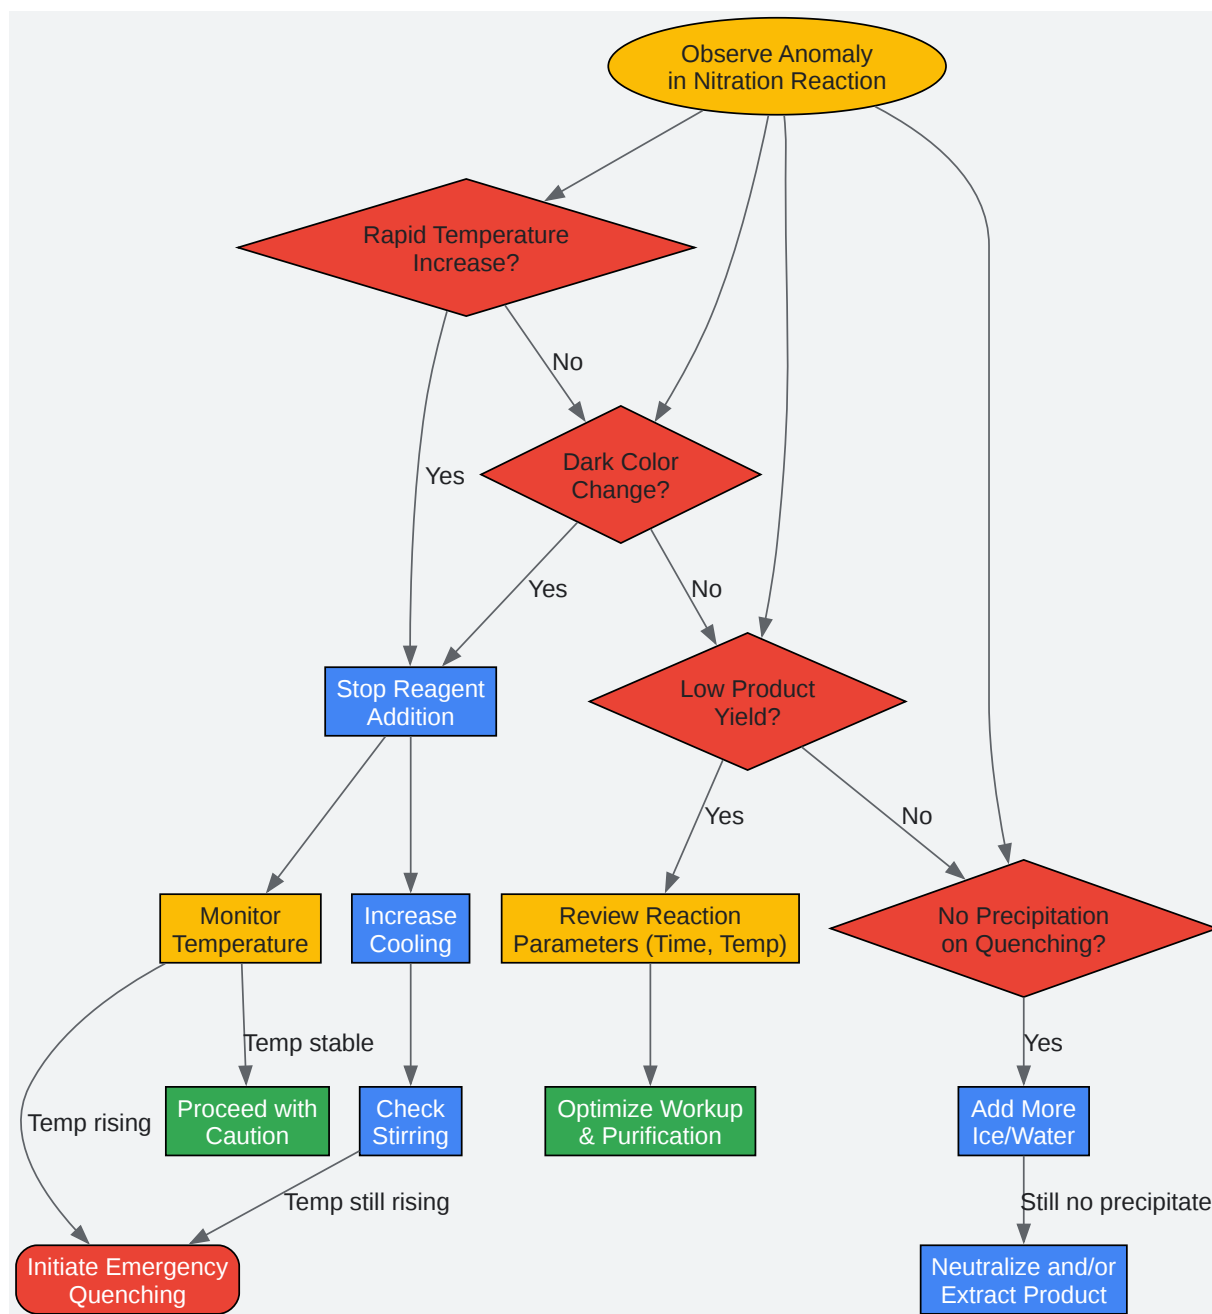 Observe Anomaly
in Nitration Reaction
Rapid Temperature
Increase?
No
Dark Color
Change?
Yes
Yes
No
Stop Reagent
Addition
Low Product
Yield?
Yes
No
Monitor
Temperature
Increase
Cooling
Review Reaction
Parameters (Time, Temp)
No Precipitation
on Quenching?
Temp stable
Yes
Temp rising
Proceed with
Caution
Check
Stirring
Optimize Workup
& Purification
Add More
Ice/Water
Temp still rising
Still no precipitate
Initiate Emergency
Quenching
Neutralize and/or
Extract Product